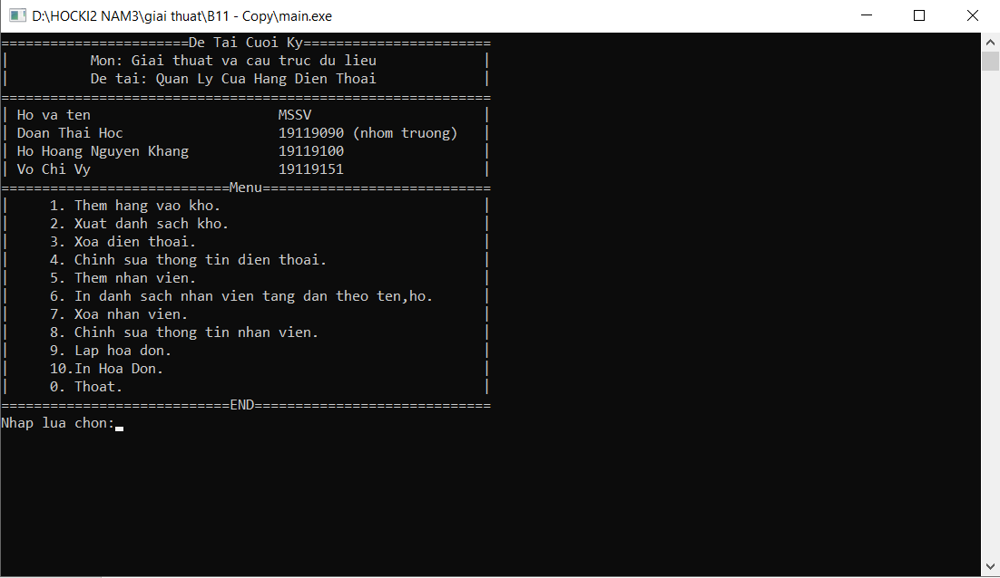 D:\HOCKI2 NAM3\giai thuat\B11 - Copy\main.exe
=======================De Tai Cuoi Ky=======================
|          Mon: Giai thuat va cau truc du lieu             |
|          De tai: Quan Ly Cua Hang Dien Thoai             |
============================================================
| Ho va ten                       MSSV                     |
| Doan Thai Hoc                   19119090 (nhom truong)   |
| Ho Hoang Nguyen Khang           19119100                 |
| Vo Chi Vy                       19119151                 |
============================Menu============================
|     1. Them hang vao kho.                                |
|     2. Xuat danh sach kho.                               |
|     3. Xoa dien thoai.                                   |
|     4. Chinh sua thong tin dien thoai.                   |
|     5. Them nhan vien.                                   |
|     6. In danh sach nhan vien tang dan theo ten,ho.      |
|     7. Xoa nhan vien.                                    |
|     8. Chinh sua thong tin nhan vien.                    |
|     9. Lap hoa don.                                      |
|     10.In Hoa Don.                                       |
|     0. Thoat.                                            |
============================END=============================
Nhap lua chon: